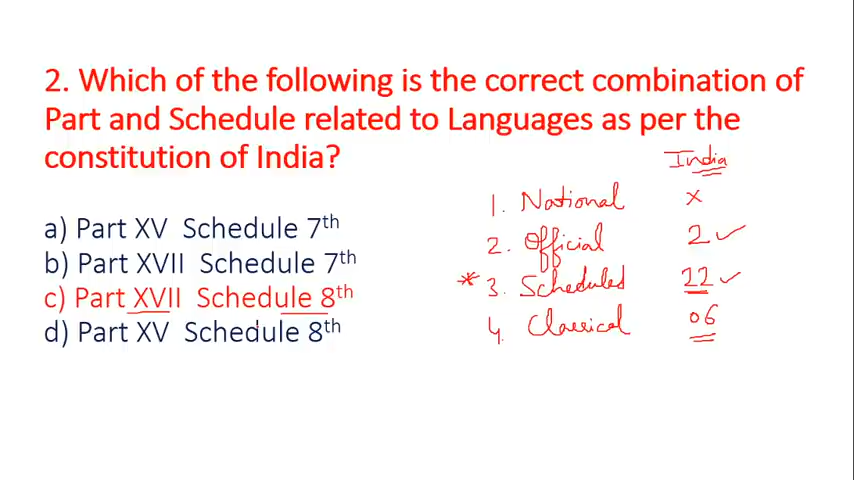 2. Which of the following is the correct combination of
Part and Schedule related to Languages as per the
constitution of India?
India
1. National x
a) Part XV Schedule 7th
2. Official 2 ✓
b) Part XVII Schedule 7th
* 3. Scheduled 22 ✓
c) Part XVII Schedule 8th
4. Classical 06
d) Part XV Schedule 8th